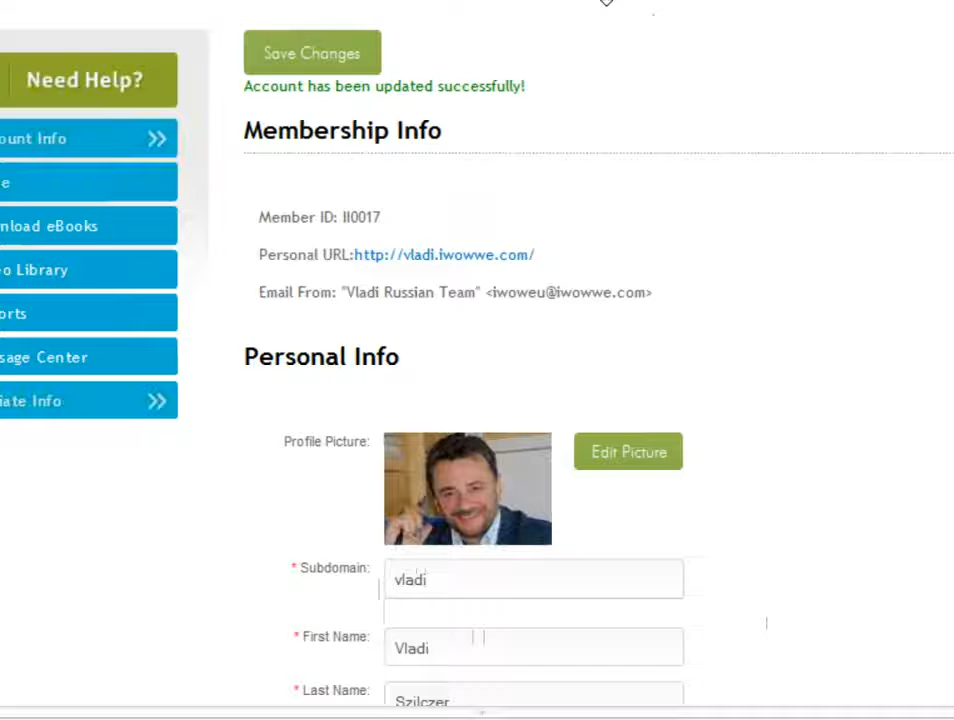 Save Changes
Account has been updated successfully!
Need Help?
ount Info
e
nload eBooks
o Library
orts
sage Center
iate Info
Membership Info
Member ID: II0017
Personal URL:http://vladi.iwowwe.com/
Email From: "Vladi Russian Team" <iwoweu@iwowwe.com>
Personal Info
Profile Picture:
Edit Picture
* Subdomain:
vladi
* First Name:
Vladi
* Last Name:
Szilczer